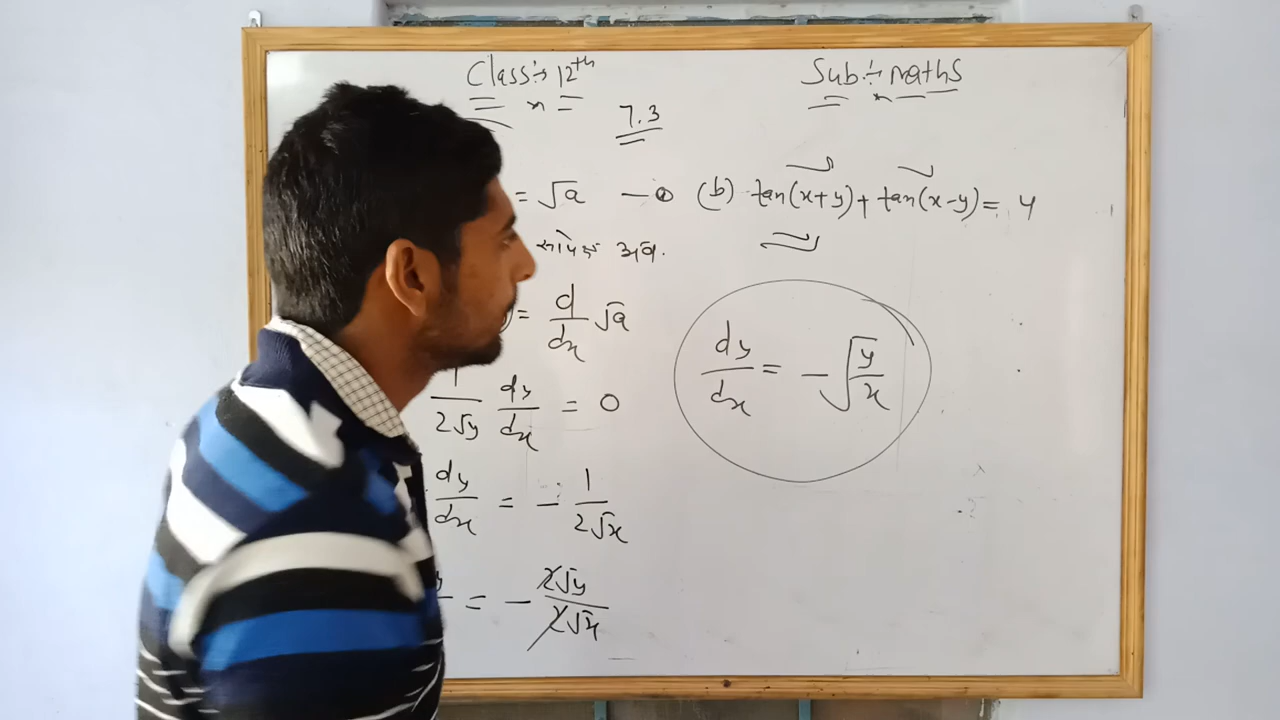 Class:- 12th
Sub:- maths
7.3
= √a —①
(b) tan(x+y) + tan(x-y) = 4
सापेक्ष अव.
= d/dx √a
1/2√y dy/dx = 0
dy/dx = - 1/2√x
= - 2√y/2√x
dy/dx = - √y/x